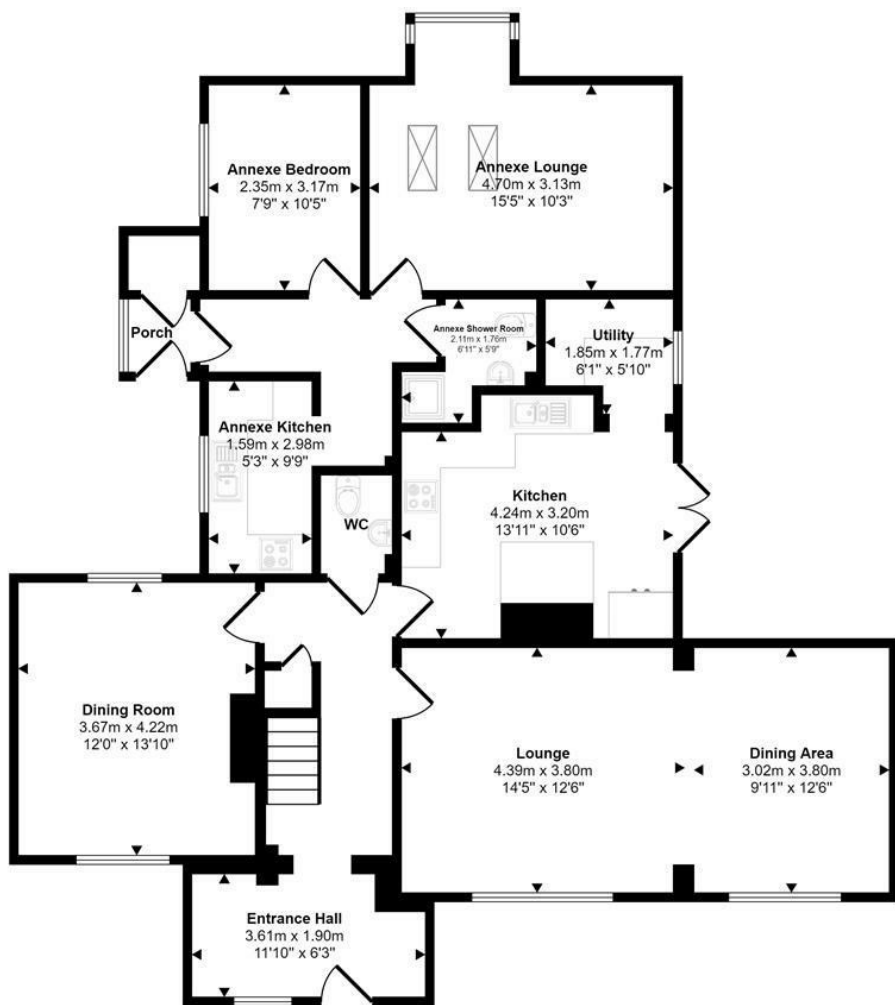 Annexe Bedroom
2.35m x 3.17m
7'9" x 10'5"
Annexe Lounge
4.70m x 3.13m
15'5" x 10'3"
Porch
Annexe Shower Room
2.11m x 1.76m
6'11" x 5'9"
Utility
1.85m x 1.77m
6'1" x 5'10"
Annexe Kitchen
1.59m x 2.98m
5'3" x 9'9"
WC
Kitchen
4.24m x 3.20m
13'11" x 10'6"
Dining Room
3.67m x 4.22m
12'0" x 13'10"
Lounge
4.39m x 3.80m
14'5" x 12'6"
Dining Area
3.02m x 3.80m
9'11" x 12'6"
Entrance Hall
3.61m x 1.90m
11'10" x 6'3"